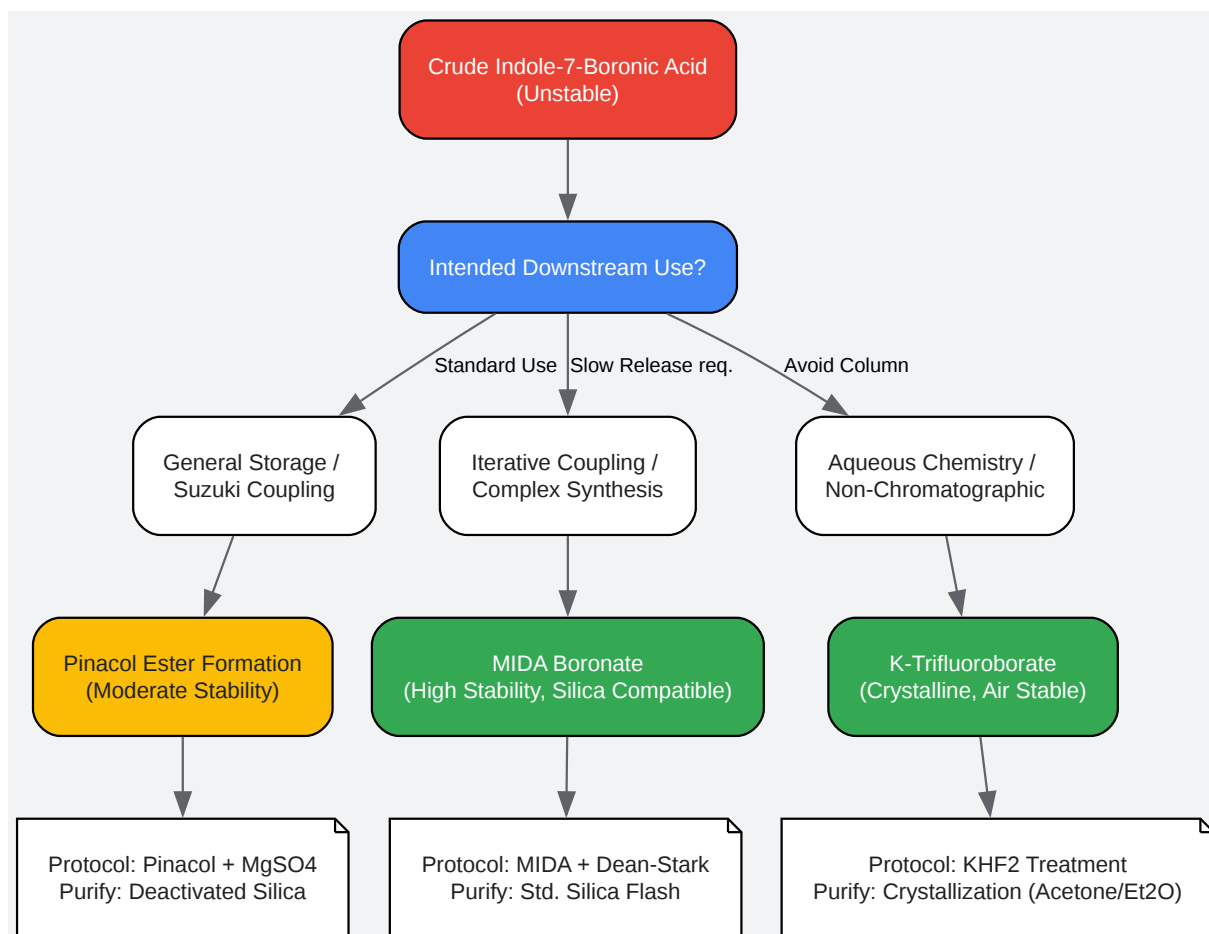 Crude Indole-7-Boronic Acid
(Unstable)
Intended Downstream Use?
Standard Use
Slow Release req.
Avoid Column
General Storage /
Suzuki Coupling
Iterative Coupling /
Complex Synthesis
Aqueous Chemistry /
Non-Chromatographic
Pinacol Ester Formation
(Moderate Stability)
MIDA Boronate
(High Stability, Silica Compatible)
K-Trifluoroborate
(Crystalline, Air Stable)
Protocol: Pinacol + MgSO4
Purify: Deactivated Silica
Protocol: MIDA + Dean-Stark
Purify: Std. Silica Flash
Protocol: KHF2 Treatment
Purify: Crystallization (Acetone/Et2O)